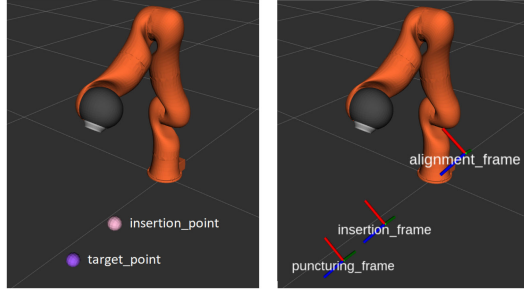 insertion_point
target_point
alignment_frame
insertion_frame
puncturing_frame